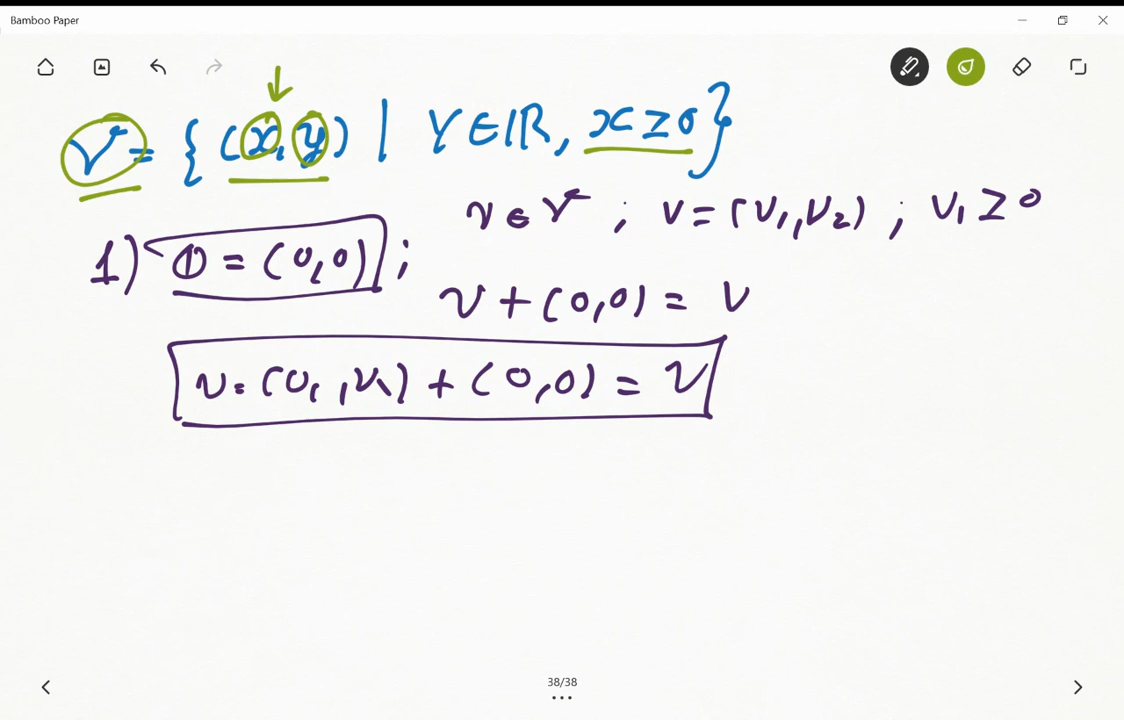 Bamboo Paper
V = { (x, y) | Y ∈ ℝ, x ≥ 0 }
v ∈ V ; v = (v₁, v₂) ; v₁ ≥ 0
1) 𝟘 = (0,0) ;
v + (0,0) = v
v = (v₁, v₂) + (0,0) = v
38/38